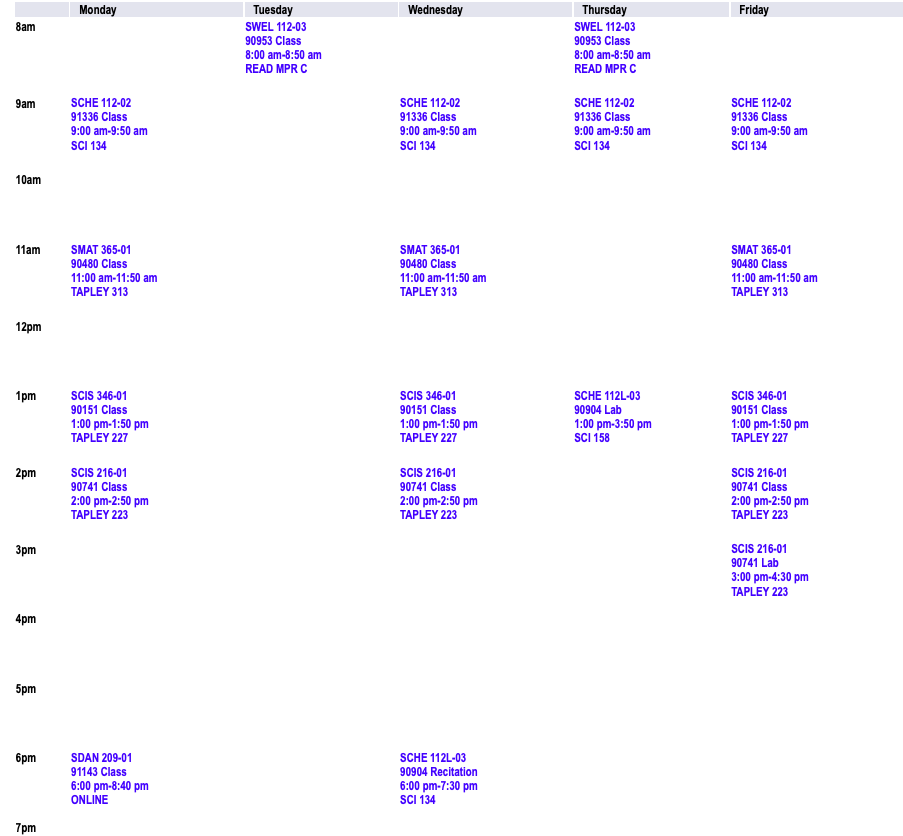 Monday Tuesday Wednesday Thursday Friday
8am
SWEL 112-03 SWEL 112-03
90953 Class 90953 Class
8:00 am-8:50 am 8:00 am-8:50 am
READ MPR C READ MPR C
9am
SCHE 112-02 SCHE 112-02 SCHE 112-02 SCHE 112-02
91336 Class 91336 Class 91336 Class 91336 Class
9:00 am-9:50 am 9:00 am-9:50 am 9:00 am-9:50 am 9:00 am-9:50 am
SCI 134 SCI 134 SCI 134 SCI 134
10am
11am
SMAT 365-01 SMAT 365-01 SMAT 365-01
90480 Class 90480 Class 90480 Class
11:00 am-11:50 am 11:00 am-11:50 am 11:00 am-11:50 am
TAPLEY 313 TAPLEY 313 TAPLEY 313
12pm
1pm
SCIS 346-01 SCIS 346-01 SCHE 112L-03 SCIS 346-01
90151 Class 90151 Class 90904 Lab 90151 Class
1:00 pm-1:50 pm 1:00 pm-1:50 pm 1:00 pm-3:50 pm 1:00 pm-1:50 pm
TAPLEY 227 TAPLEY 227 SCI 158 TAPLEY 227
2pm
SCIS 216-01 SCIS 216-01 SCIS 216-01
90741 Class 90741 Class 90741 Class
2:00 pm-2:50 pm 2:00 pm-2:50 pm 2:00 pm-2:50 pm
TAPLEY 223 TAPLEY 223 TAPLEY 223
3pm
SCIS 216-01
90741 Lab
3:00 pm-4:30 pm
TAPLEY 223
4pm
5pm
6pm
SDAN 209-01 SCHE 112L-03
91143 Class 90904 Recitation
6:00 pm-8:40 pm 6:00 pm-7:30 pm
ONLINE SCI 134
7pm